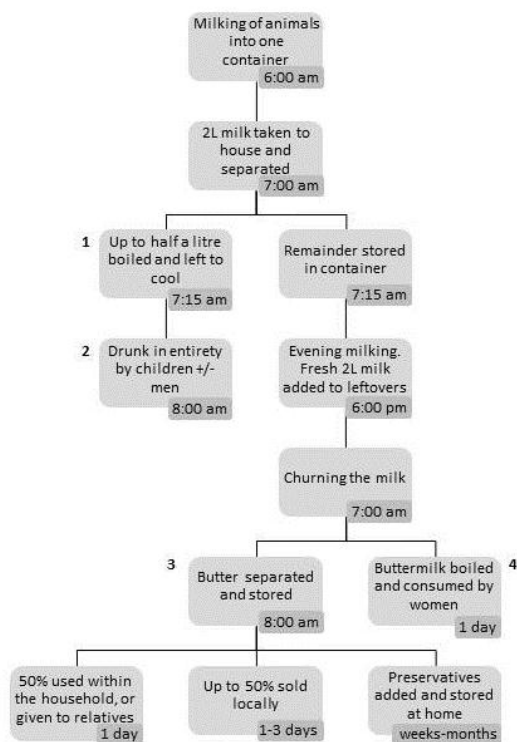 Milking of animals
into one
container
6:00 am
2L milk taken to
house and
separated
7:00 am
1
Up to half a litre
boiled and left to
cool
7:15 am
Remainder stored
in container
7:15 am
2
Drunk in entirety
by children +/-
men
8:00 am
Evening milking.
Fresh 2L milk
added to leftovers
6:00 pm
Churning the milk
7:00 am
3
Butter separated
and stored
8:00 am
Buttermilk boiled
and consumed by
women
1 day
4
50% used within
the household, or
given to relatives
1 day
Up to 50% sold
locally
1-3 days
Preservatives
added and stored
at home
weeks-months